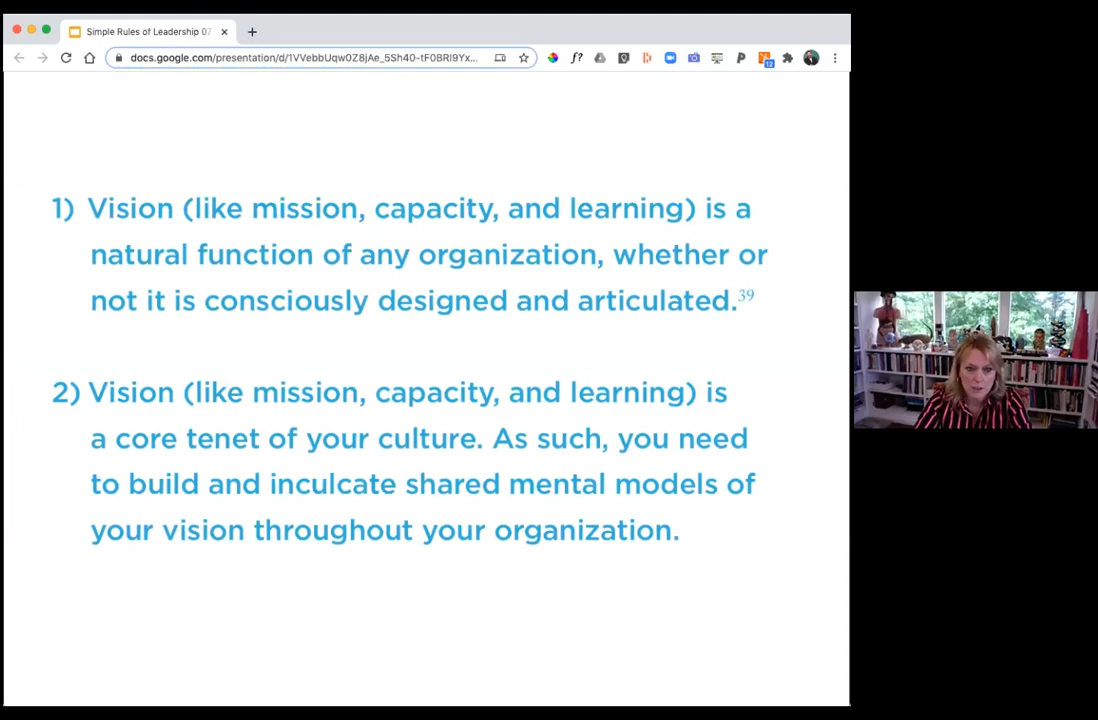 Simple Rules of Leadership 07
docs.google.com/presentation/d/1VVebbUqw0Z8jAe_5Sh40-tF0BRI9Yx...
f?
12
1) Vision (like mission, capacity, and learning) is a
natural function of any organization, whether or
not it is consciously designed and articulated.39
2) Vision (like mission, capacity, and learning) is
a core tenet of your culture. As such, you need
to build and inculcate shared mental models of
your vision throughout your organization.